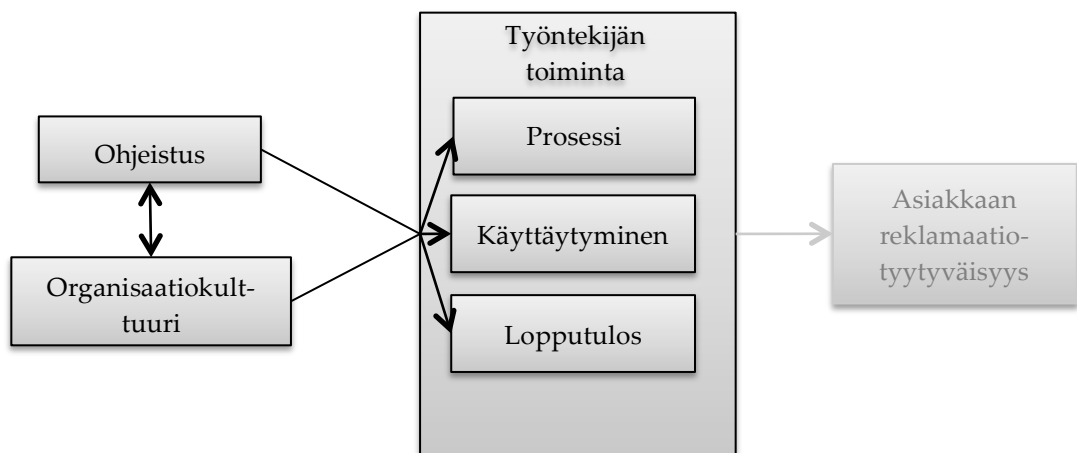 Työntekijän
toiminta
Prosessi
Ohjeistus
Käyttäytyminen
Asiakkaan
reklamaatio-
tyytyväisyys
Organisaatiokult-
tuuri
Lopputulos